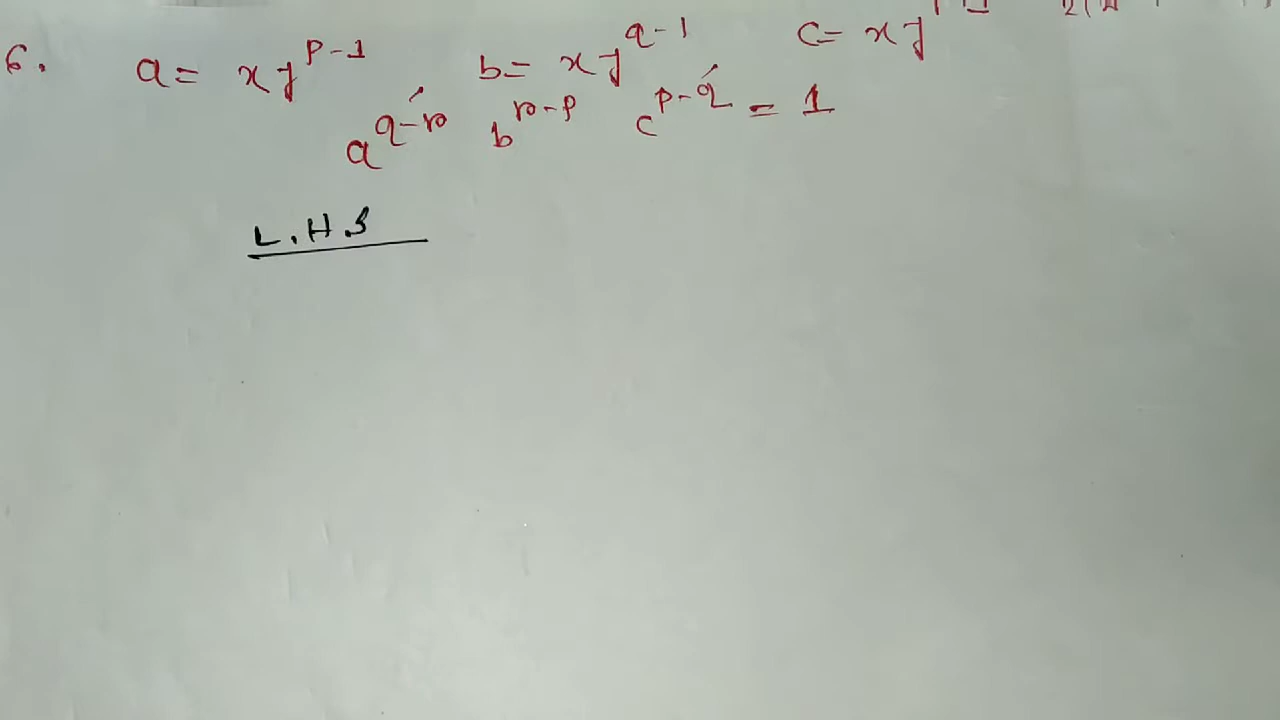 6. a = xy^{p-1} b = xy^{q-1} c = xy
a^{q-r} b^{r-p} c^{p-q} = 1
L.H.S